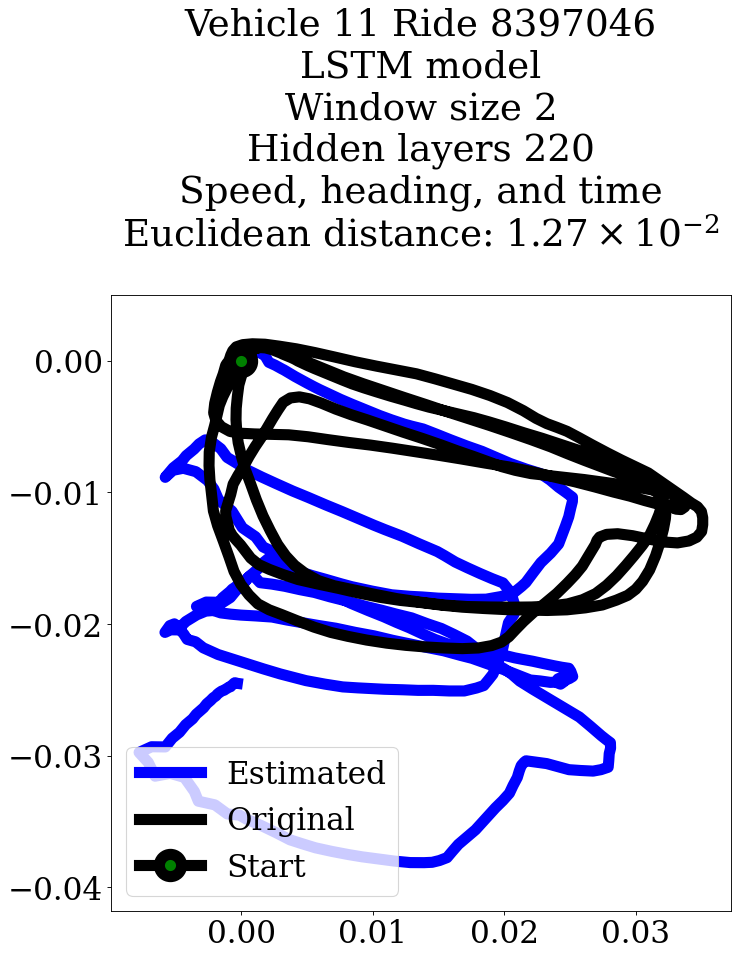 Vehicle 11 Ride 8397046
LSTM model
Window size 2
Hidden layers 220
Speed, heading, and time
Euclidean distance: 1.27 × 10⁻²
0.00
−0.01
−0.02
−0.03
−0.04
Estimated
Original
Start
0.00 0.01 0.02 0.03